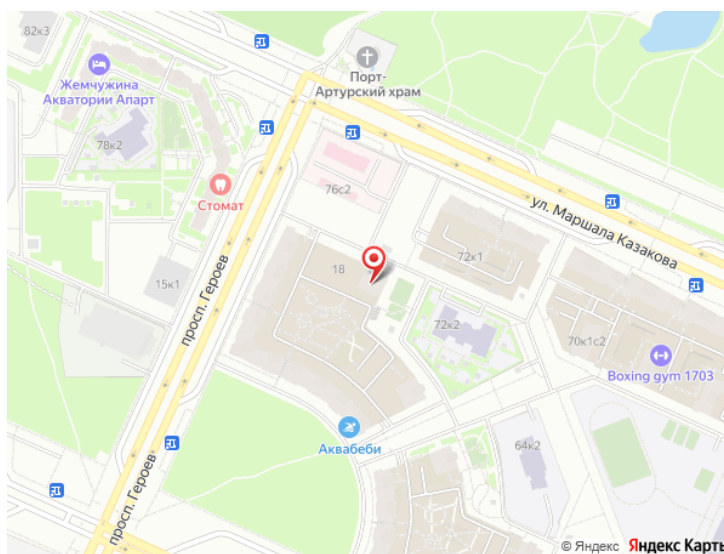 82к3
Жемчужина
Акватории Апарт
78к2
Порт-
Артурский храм
76с2
Стомат
ул. Маршала Казакова
72к1
18
15к1
просп. Героев
72к2
70к1с2
Boxing gym 1703
Аквабеби
64к2
просп. Героев
© Яндекс Яндекс Карты